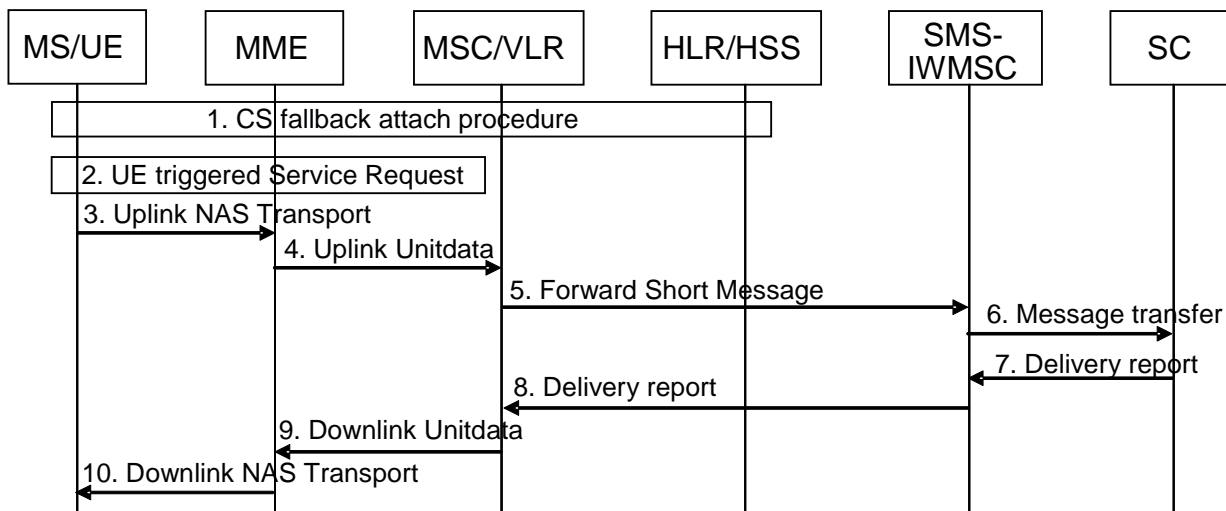 MS/UE
MME
MSC/VLR
HLR/HSS
SMS-
IWMSC
SC
1. CS fallback attach procedure
2. UE triggered Service Request
3. Uplink NAS Transport
4. Uplink Unitdata
5. Forward Short Message
6. Message transfer
7. Delivery report
8. Delivery report
9. Downlink Unitdata
10. Downlink NAS Transport